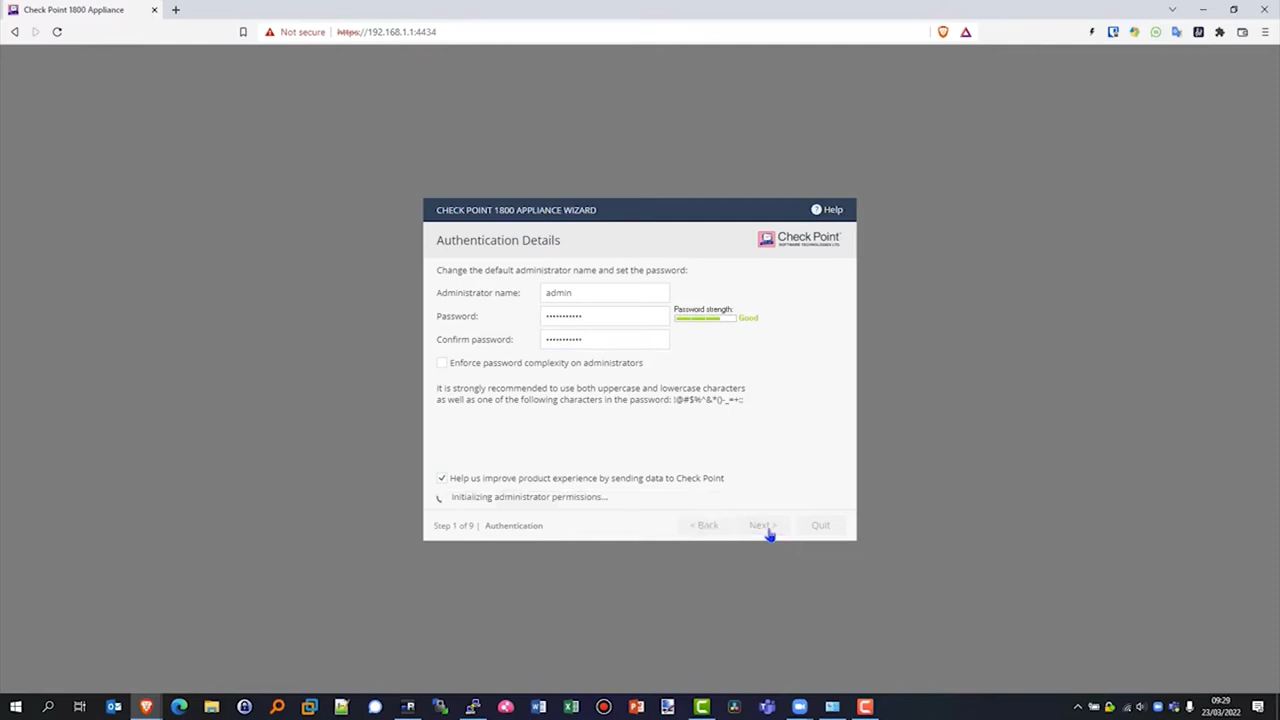 Check Point 1800 Appliance
Not secure
https://192.168.1.1:4434
CHECK POINT 1800 APPLIANCE WIZARD
Help
Authentication Details
Check Point
SOFTWARE TECHNOLOGIES LTD.
Change the default administrator name and set the password:
Administrator name:
admin
Password:
Password strength:
Good
Confirm password:
Enforce password complexity on administrators
It is strongly recommended to use both uppercase and lowercase characters
as well as one of the following characters in the password: !@#$%^&*()-_=+:;
Help us improve product experience by sending data to Check Point
Initializing administrator permissions...
Step 1 of 9 | Authentication
< Back
Next >
Quit
09:29
23/03/2022